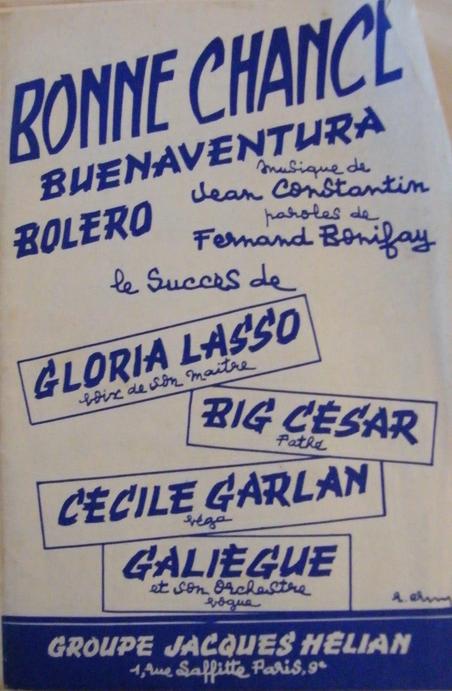 BONNE CHANCE
BUENAVENTURA
BOLERO
musique de
Jean Constantin
paroles de
Fernand Bonifay
le Succès de
GLORIA LASSO
voix de son maître
BIG CÉSAR
Pathé
CÉCILE GARLAN
véga
GALIÈGUE
et son Orchestre
vogue
GROUPE JACQUES HÉLIAN
1, Rue Laffitte Paris, 9e